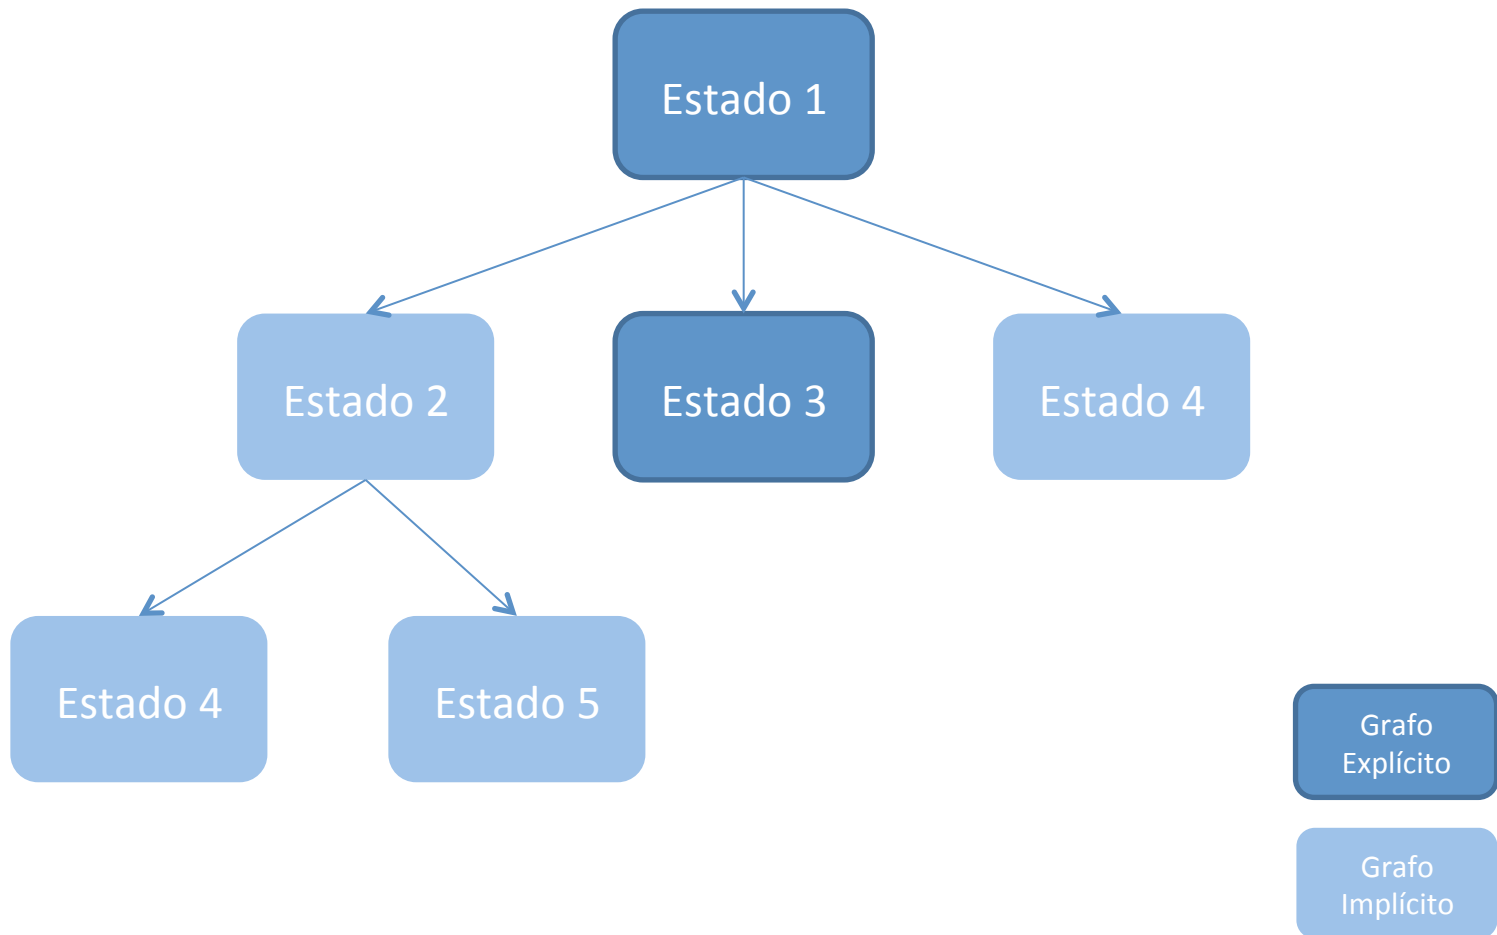 Estado 1
Estado 2
Estado 3
Estado 4
Estado 4
Estado 5
Grafo
Explícito
Grafo
Implícito